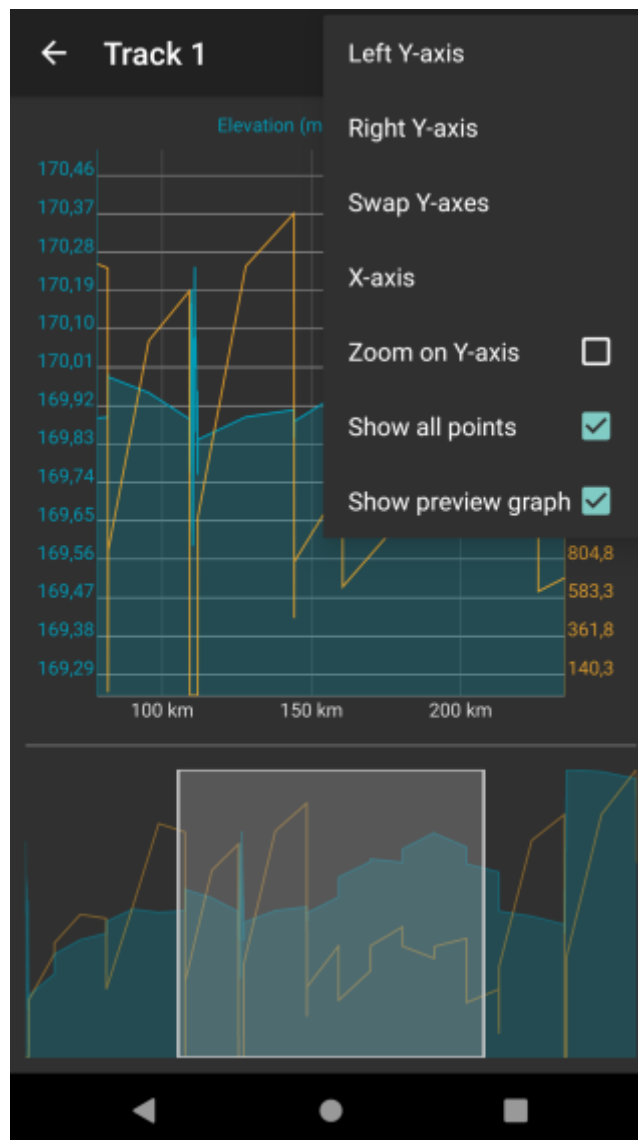 Track 1
Left Y-axis
Right Y-axis
Swap Y-axes
X-axis
Zoom on Y-axis
Show all points
Show preview graph
Elevation (m
170,46
170,37
170,28
170,19
170,10
170,01
169,92
169,83
169,74
169,65
169,56
169,47
169,38
169,29
804,8
583,3
361,8
140,3
100 km
150 km
200 km